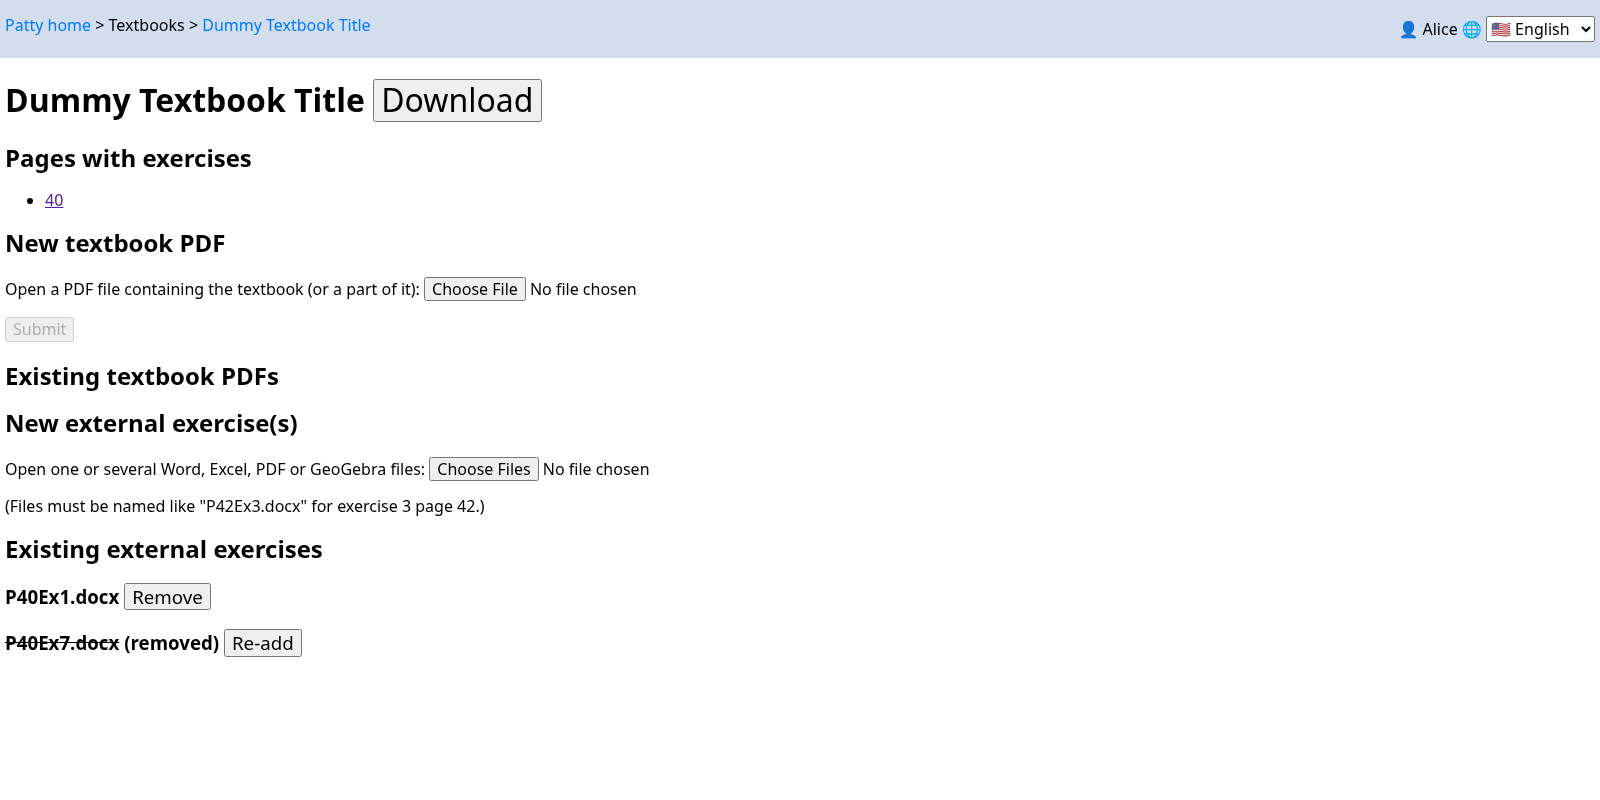 Patty home > Textbooks > Dummy Textbook Title
👤 Alice 🌐 🇺🇸 English
Dummy Textbook Title Download
Pages with exercises
• 40
New textbook PDF
Open a PDF file containing the textbook (or a part of it): Choose File No file chosen
Submit
Existing textbook PDFs
New external exercise(s)
Open one or several Word, Excel, PDF or GeoGebra files: Choose Files No file chosen
(Files must be named like "P42Ex3.docx" for exercise 3 page 42.)
Existing external exercises
P40Ex1.docx Remove
P40Ex7.docx (removed) Re-add